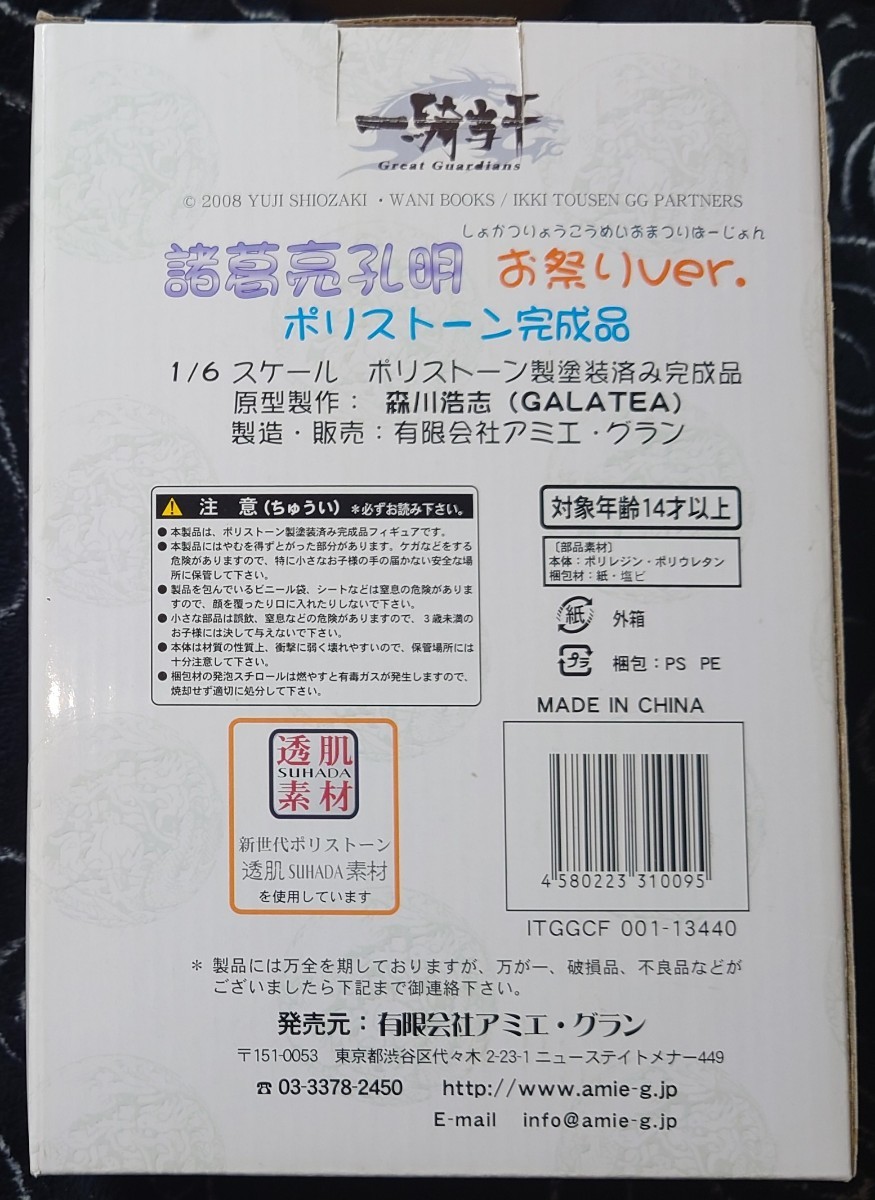 一騎当千
Great Guardians
© 2008 YUJI SHIOZAKI ・WANI BOOKS / IKKI TOUSEN GG PARTNERS
しょかつりょうこうめいおまつりばーじょん
諸葛亮孔明 お祭りver.
ポリストーン完成品
1/6 スケール ポリストーン製塗装済み完成品
原型製作： 森川浩志（GALATEA）
製造・販売：有限会社アミエ・グラン
注 意（ちゅうい）＊必ずお読み下さい。
●本製品は、ポリストーン製塗装済み完成品フィギュアです。
●本製品にはやむを得ずとがった部分があります。ケガなどをする
危険がありますので、特に小さなお子様の手の届かない安全な場
所に保管して下さい。
●製品を包んでいるビニール袋、シートなどは窒息の危険がありま
すので、頭を覆ったり口に入れたりしないで下さい。
●小さな部品は誤飲、窒息などの危険がありますので、３歳未満の
お子様には決して与えないで下さい。
●本体は材質の性質上、衝撃に弱く壊れやすいので、保管場所には
十分注意して下さい。
●梱包材の発泡スチロールは燃やすと有毒ガスが発生しますので、
焼却せず適切に処分して下さい。
対象年齢14才以上
〔部品素材〕
本体：ポリレジン・ポリウレタン
梱包材：紙・塩ビ
紙 外箱
プラ 梱包：PS PE
MADE IN CHINA
透肌
SUHADA
素材
新世代ポリストーン
透肌 SUHADA 素材
を使用しています
4 580223 310095
ITGGCF 001-13440
＊ 製品には万全を期しておりますが、万が一、破損品、不良品などが
ございましたら下記まで御連絡下さい。
発売元：有限会社アミエ・グラン
〒151-0053 東京都渋谷区代々木 2-23-1 ニューステイトメナー449
☎ 03-3378-2450 http://www.amie-g.jp
E-mail info@amie-g.jp